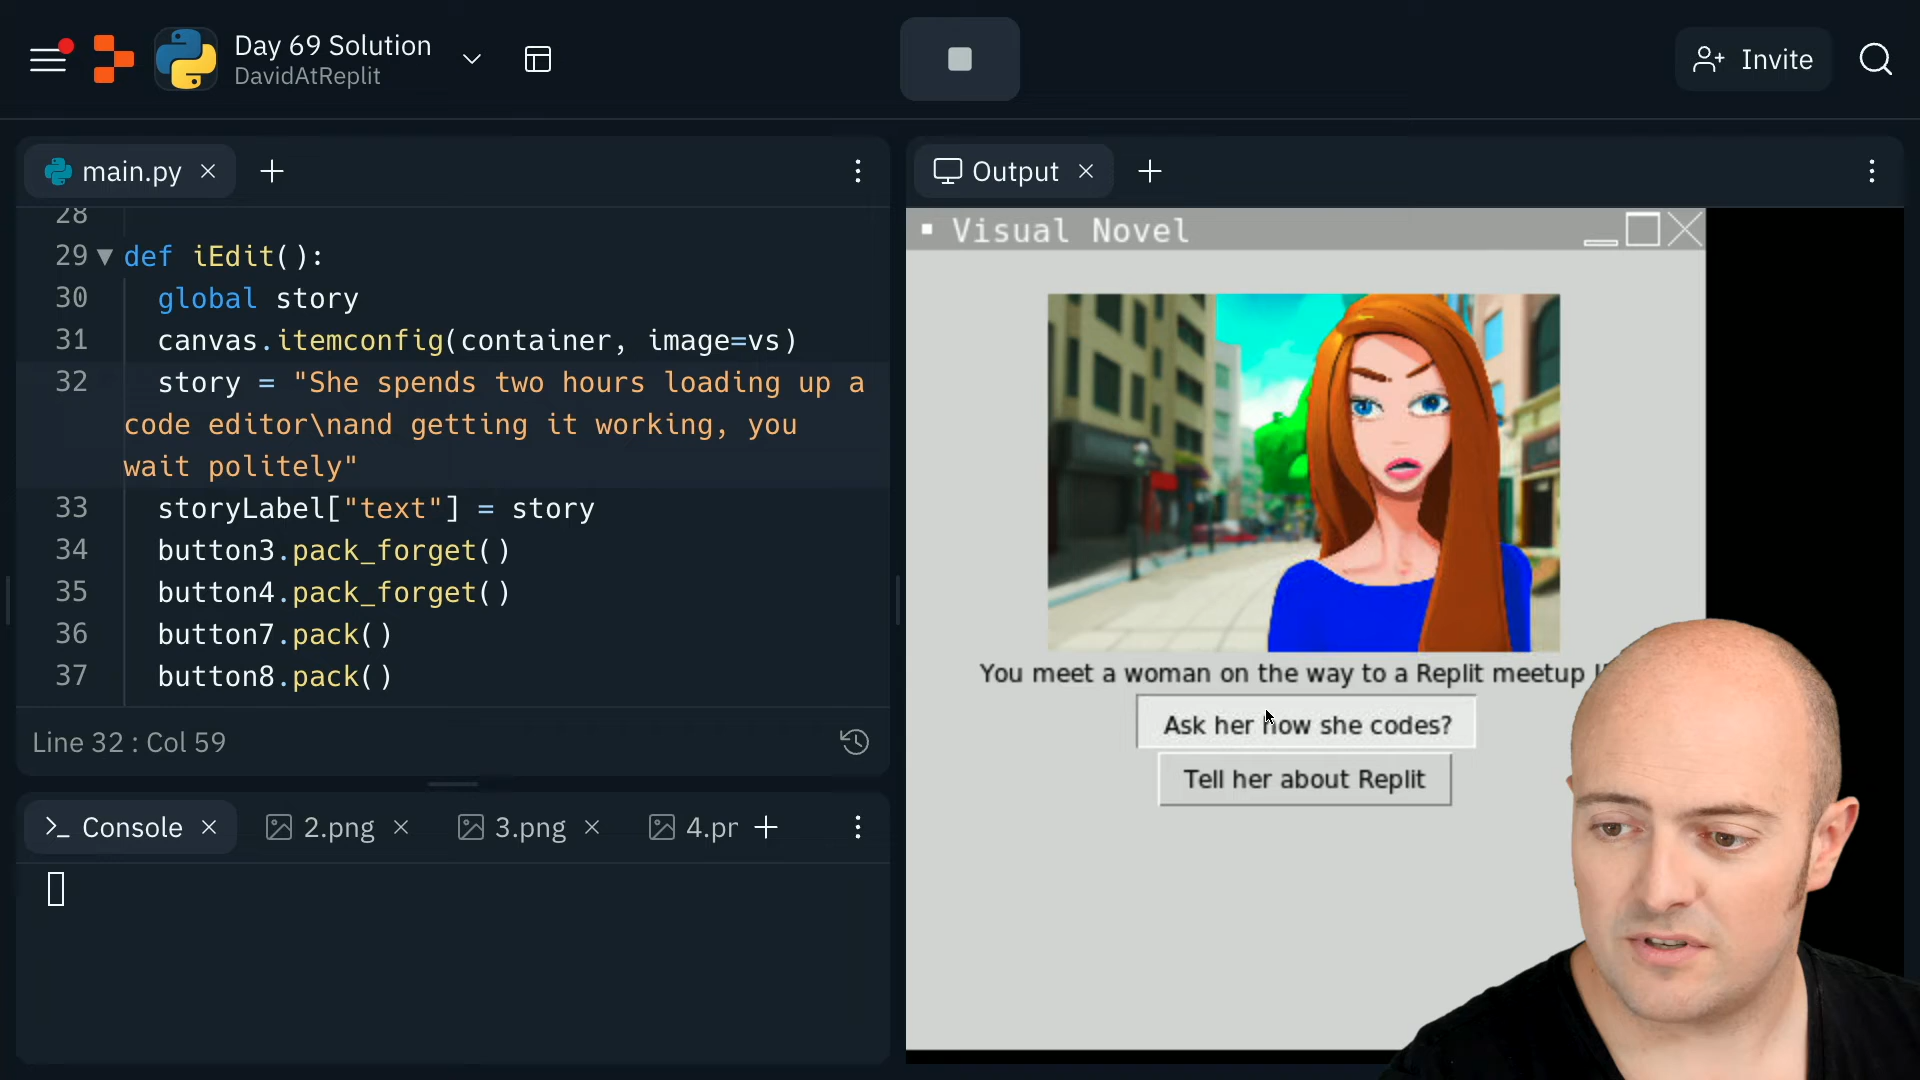 Day 69 Solution
DavidAtReplit
Invite
main.py
Output
28
29 def iEdit():
30 global story
31 canvas.itemconfig(container, image=vs)
32 story = "She spends two hours loading up a
code editor\nand getting it working, you
wait politely"
33 storyLabel["text"] = story
34 button3.pack_forget()
35 button4.pack_forget()
36 button7.pack()
37 button8.pack()
Line 32 : Col 59
Console
2.png
3.png
4.pr
Visual Novel
You meet a woman on the way to a Replit meetup
Ask her how she codes?
Tell her about Replit